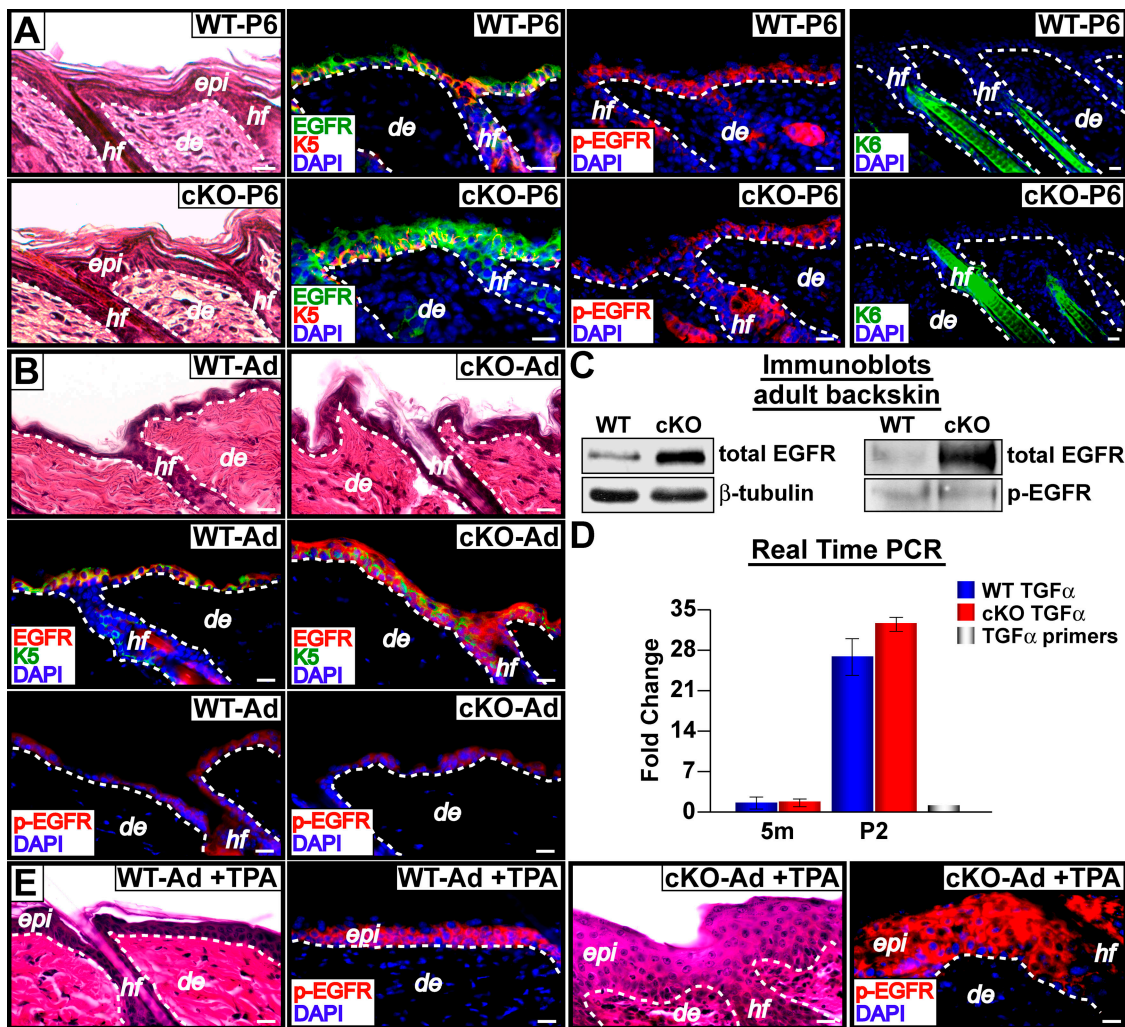 A
WT-P6
epi
hf
de
hf
WT-P6
de
hf
EGFR
K5
DAPI
WT-P6
hf
de
p-EGFR
DAPI
WT-P6
hf
hf
de
K6
DAPI
cKO-P6
epi
hf
de
hf
cKO-P6
hf
de
EGFR
K5
DAPI
cKO-P6
de
hf
p-EGFR
DAPI
cKO-P6
hf
de
K6
DAPI
B
WT-Ad
hf
de
cKO-Ad
hf
de
WT-Ad
de
hf
EGFR
K5
DAPI
cKO-Ad
de
hf
EGFR
K5
DAPI
WT-Ad
de
hf
p-EGFR
DAPI
cKO-Ad
de
p-EGFR
DAPI
C
Immunoblots
adult backskin
WT cKO
total EGFR
β-tubulin
WT cKO
total EGFR
p-EGFR
D
Real Time PCR
WT TGFα
cKO TGFα
TGFα primers
Fold Change
35
28
21
14
7
0
5m P2
E
WT-Ad +TPA
epi
hf
de
WT-Ad +TPA
epi
de
p-EGFR
DAPI
cKO-Ad +TPA
epi
de
hf
cKO-Ad +TPA
epi
hf
de
p-EGFR
DAPI